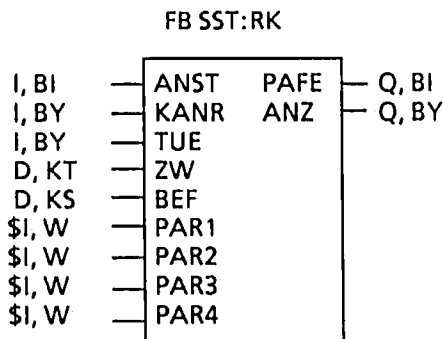 FB SST:RK
I, BI ANST PAFE Q, BI
I, BY KANR ANZ Q, BY
I, BY TUE
D, KT ZW
D, KS BEF
$I, W PAR1
$I, W PAR2
$I, W PAR3
$I, W PAR4